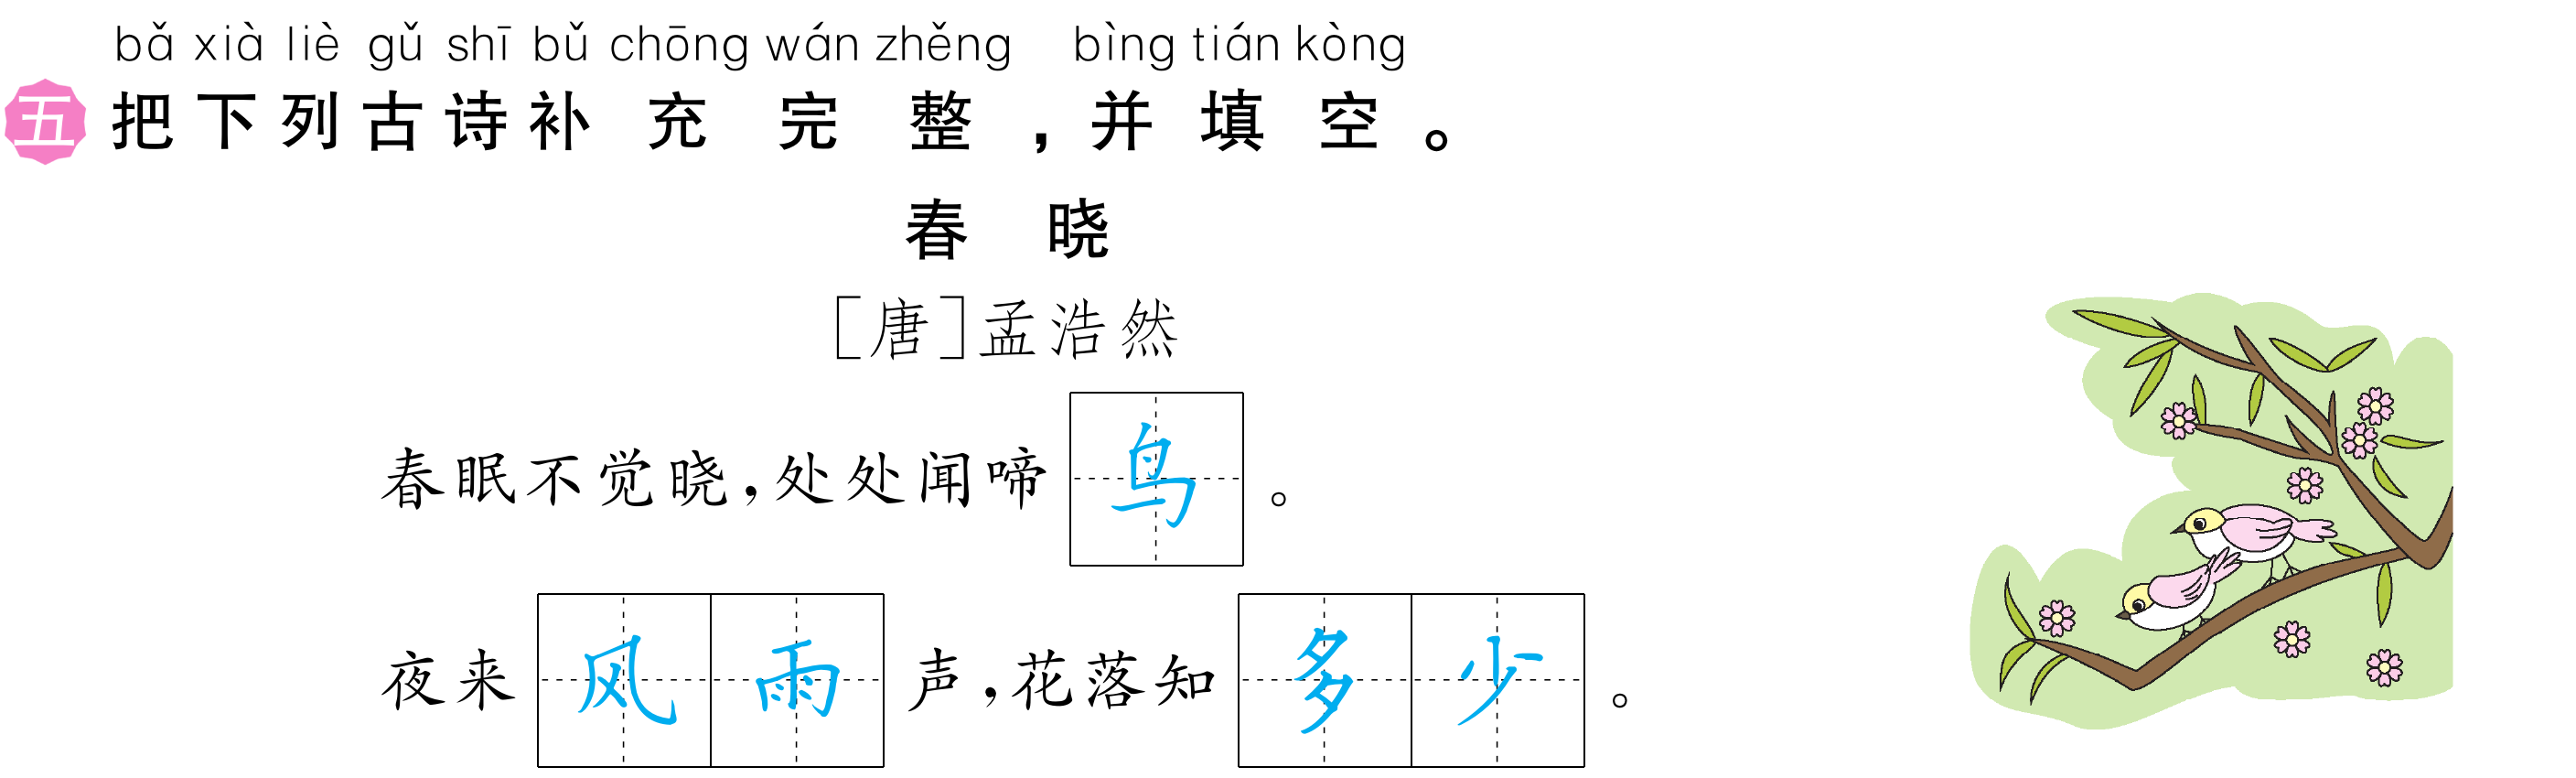 bǎ xià liè gǔ shī bǔ chōng wán zhěng bìng tián kòng
五 把下列古诗补充完整，并填空。
春晓
[唐]孟浩然
春眠不觉晓，处处闻啼鸟。
夜来风雨声，花落知多少。